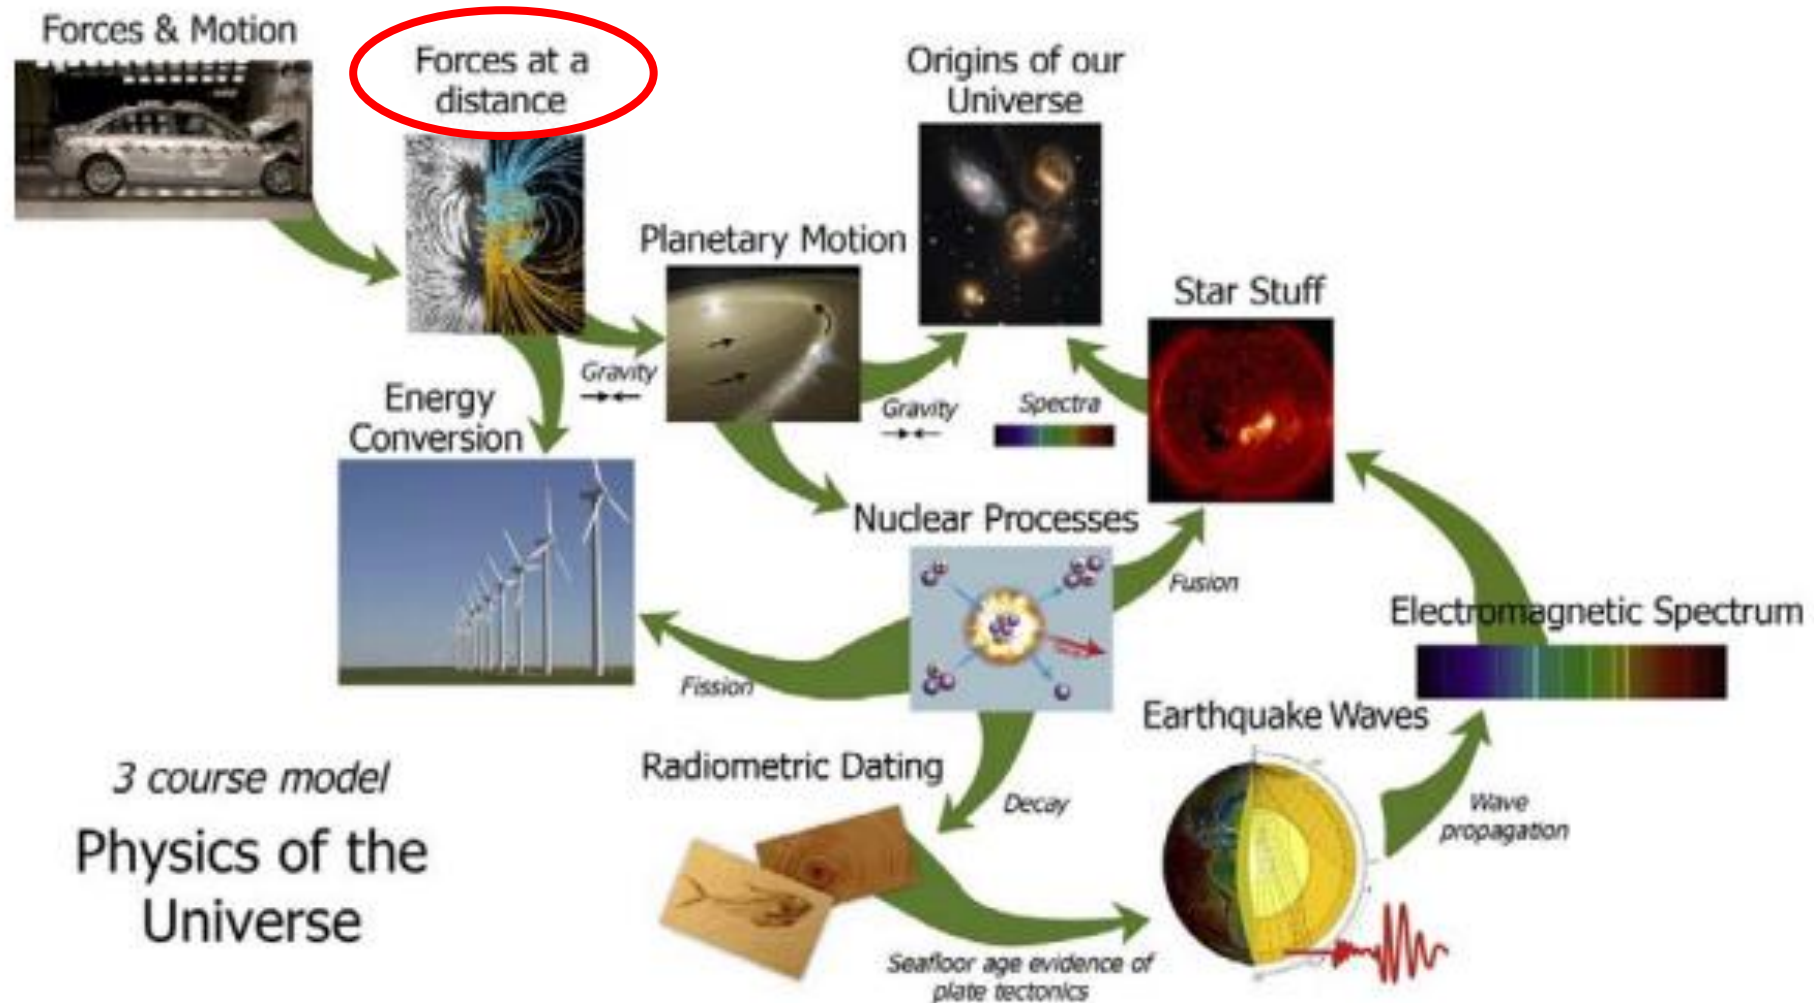 Forces & Motion
Forces at a
distance
Origins of our
Universe
Planetary Motion
Star Stuff
Gravity
Energy
Conversion
Gravity
Spectra
Nuclear Processes
Fusion
Electromagnetic Spectrum
Fission
Earthquake Waves
Radiometric Dating
Decay
Wave
propagation
3 course model
Physics of the
Universe
Seafloor age evidence of
plate tectonics